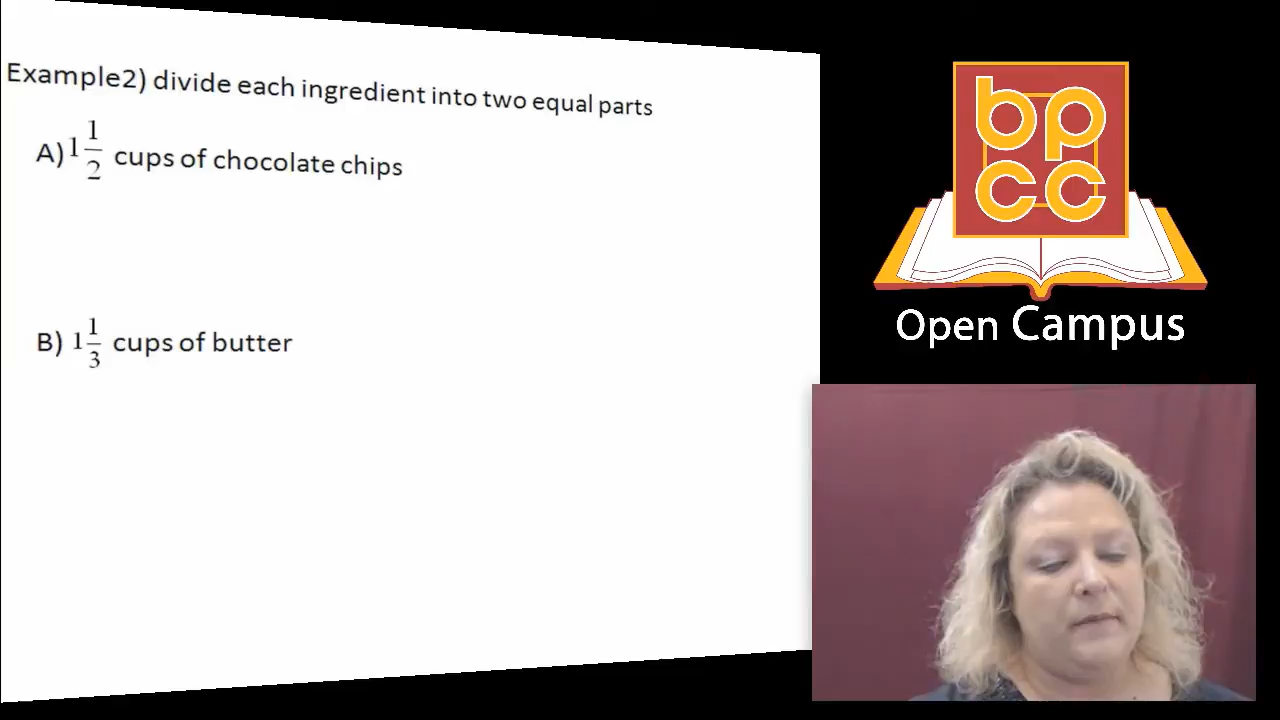 Example2) divide each ingredient into two equal parts
A) 1 1/2 cups of chocolate chips
B) 1 1/3 cups of butter
bp
cc
Open Campus